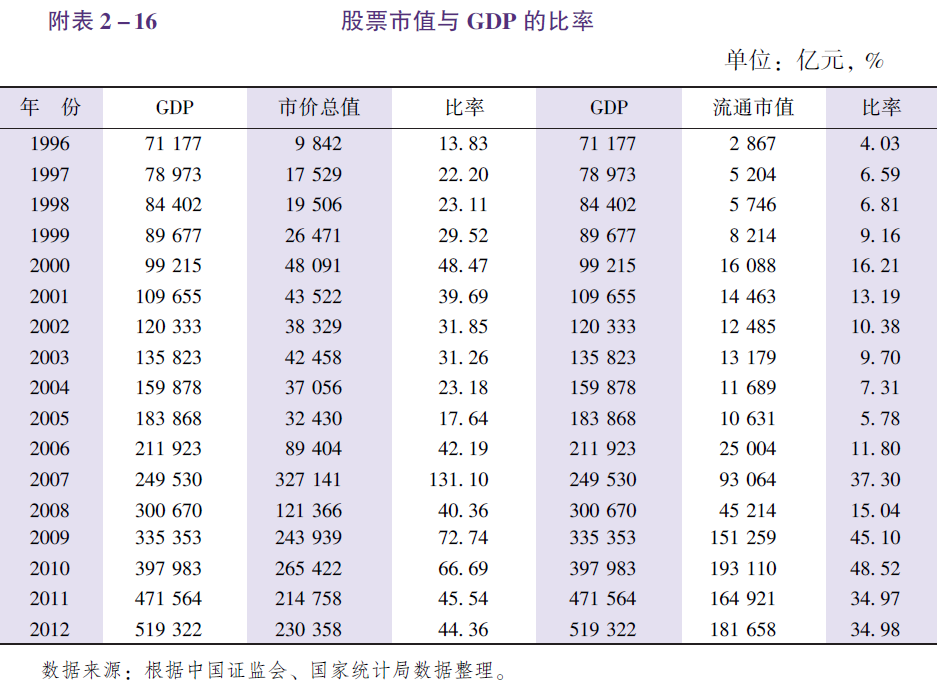 附表 2－16 股票市值与 GDP 的比率
单位：亿元，%
年 份 GDP 市价总值 比率 GDP 流通市值 比率
1996 71 177 9 842 13.83 71 177 2 867 4.03
1997 78 973 17 529 22.20 78 973 5 204 6.59
1998 84 402 19 506 23.11 84 402 5 746 6.81
1999 89 677 26 471 29.52 89 677 8 214 9.16
2000 99 215 48 091 48.47 99 215 16 088 16.21
2001 109 655 43 522 39.69 109 655 14 463 13.19
2002 120 333 38 329 31.85 120 333 12 485 10.38
2003 135 823 42 458 31.26 135 823 13 179 9.70
2004 159 878 37 056 23.18 159 878 11 689 7.31
2005 183 868 32 430 17.64 183 868 10 631 5.78
2006 211 923 89 404 42.19 211 923 25 004 11.80
2007 249 530 327 141 131.10 249 530 93 064 37.30
2008 300 670 121 366 40.36 300 670 45 214 15.04
2009 335 353 243 939 72.74 335 353 151 259 45.10
2010 397 983 265 422 66.69 397 983 193 110 48.52
2011 471 564 214 758 45.54 471 564 164 921 34.97
2012 519 322 230 358 44.36 519 322 181 658 34.98
数据来源：根据中国证监会、国家统计局数据整理。